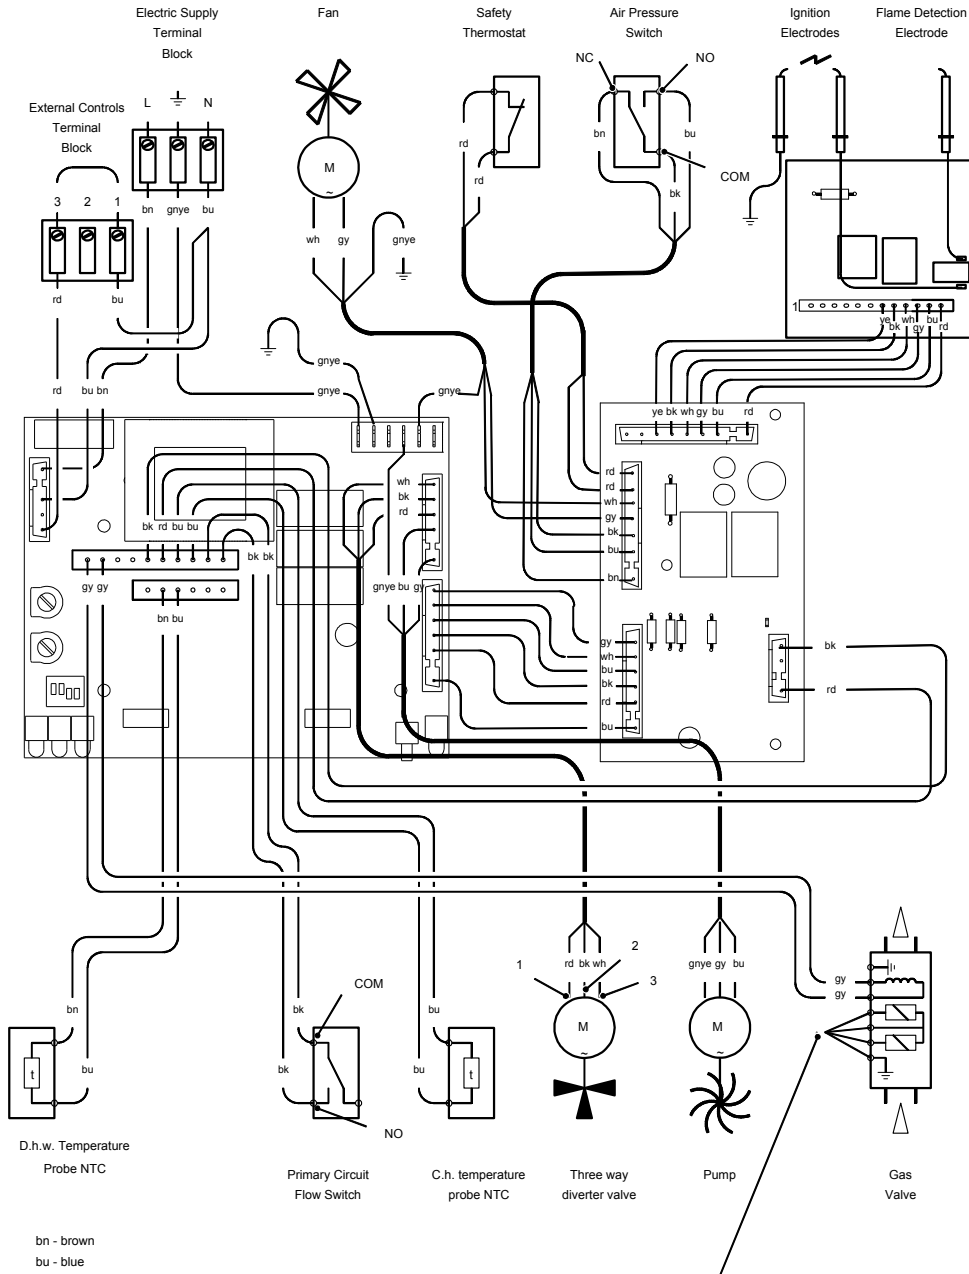 Electric Supply
Terminal
Block
Fan
Safety
Thermostat
Air Pressure
Switch
Ignition
Electrodes
Flame Detection
Electrode
External Controls
Terminal
Block
L
N
NC
NO
COM
3 2 1
bn gnye bu
rd
bu
M
~
wh gy
gnye
rd
rd
bn
bu
bk
1
ye bk wh gy bu rd
gnye
gnye
gnye
rd bu bn
ye bk wh gy bu rd
wh
bk
rd
rd
rd
wh
gy
bk
bu
bn
bk rd bu bu
bk bk
gy gy
gnye bu gy
bn bu
gy
wh
bu
bk
rd
bu
bk
rd
1
rd bk wh
2
3
gnye gy bu
COM
NO
bn
bu
bk
bk
bu
bu
gy
gy
t
t
M
~
M
~
D.h.w. Temperature
Probe NTC
Primary Circuit
Flow Switch
C.h. temperature
probe NTC
Three way
diverter valve
Pump
Gas
Valve
bn - brown
bu - blue